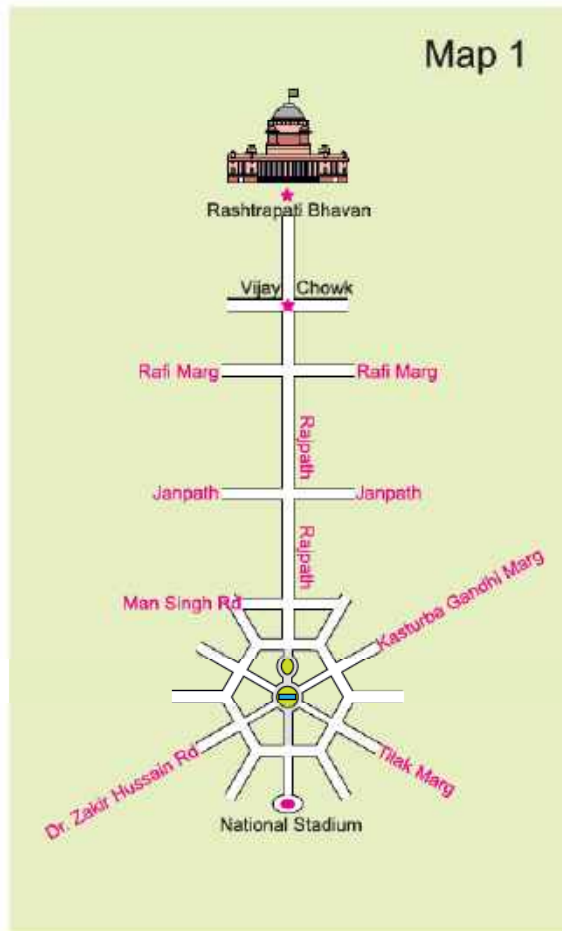 Map 1
Rashtrapati Bhavan
Vijay Chowk
Rafi Marg
Rafi Marg
Rajpath
Janpath
Janpath
Rajpath
Man Singh Rd
Kasturba Gandhi Marg
Dr. Zakir Hussain Rd
Tilak Marg
National Stadium